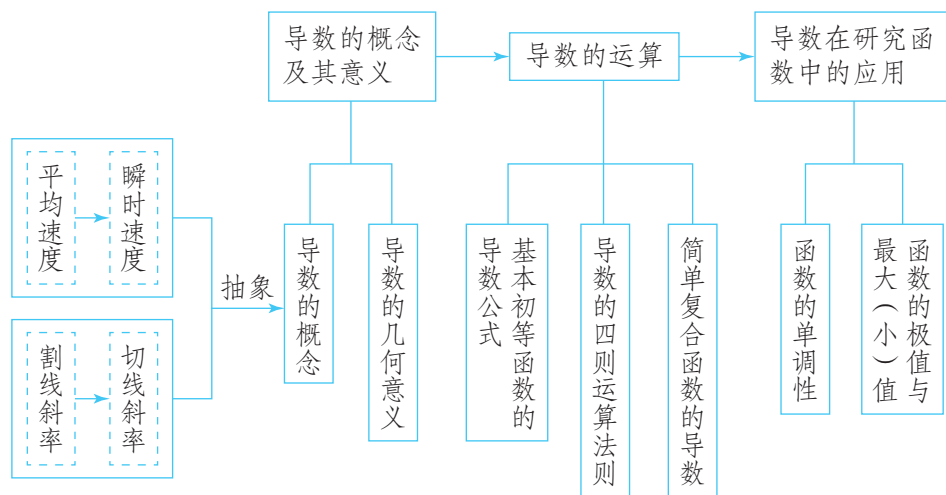 导数的概念
及其意义
导数的运算
导数在研究函
数中的应用
平均速度
瞬时速度
割线斜率
切线斜率
抽象
导数的概念
导数的几何意义
基本初等函数的
导数公式
导数的四则运算法则
简单复合函数的导数
函数的单调性
函数的极值与
最大(小)值